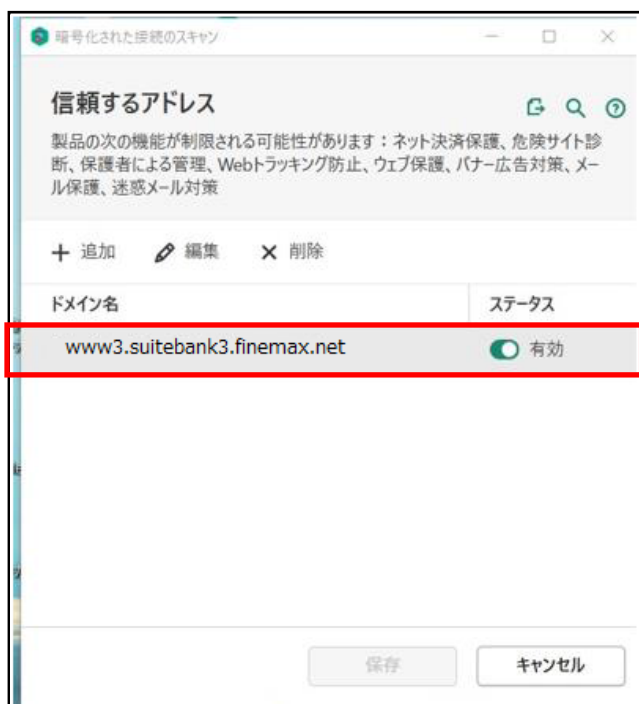 暗号化された接続のスキャン
信頼するアドレス
製品の次の機能が制限される可能性があります：ネット決済保護、危険サイト診
断、保護者による管理、Webトラッキング防止、ウェブ保護、バナー広告対策、メー
ル保護、迷惑メール対策
追加 編集 削除
ドメイン名 ステータス
www3.suitebank3.finemax.net 有効
保存 キャンセル